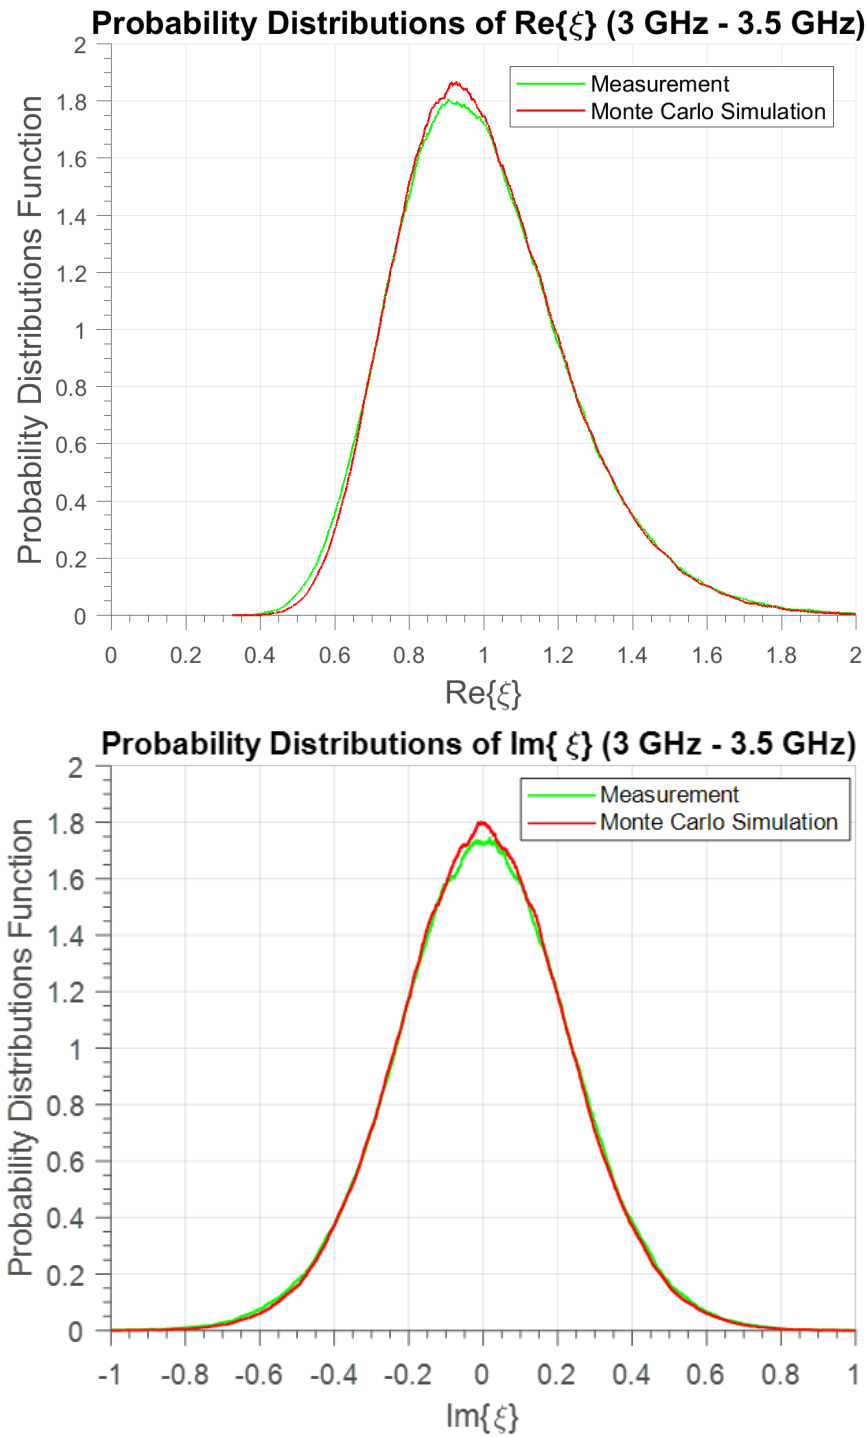 Probability Distributions of Re{ξ} (3 GHz - 3.5 GHz)
Probability Distributions Function
2
1.8
1.6
1.4
1.2
1
0.8
0.6
0.4
0.2
0
Measurement
Monte Carlo Simulation
0 0.2 0.4 0.6 0.8 1 1.2 1.4 1.6 1.8 2
Re{ξ}
Probability Distributions of Im{ ξ} (3 GHz - 3.5 GHz)
Probability Distributions Function
2
1.8
1.6
1.4
1.2
1
0.8
0.6
0.4
0.2
0
Measurement
Monte Carlo Simulation
-1 -0.8 -0.6 -0.4 -0.2 0 0.2 0.4 0.6 0.8 1
Im{ξ}